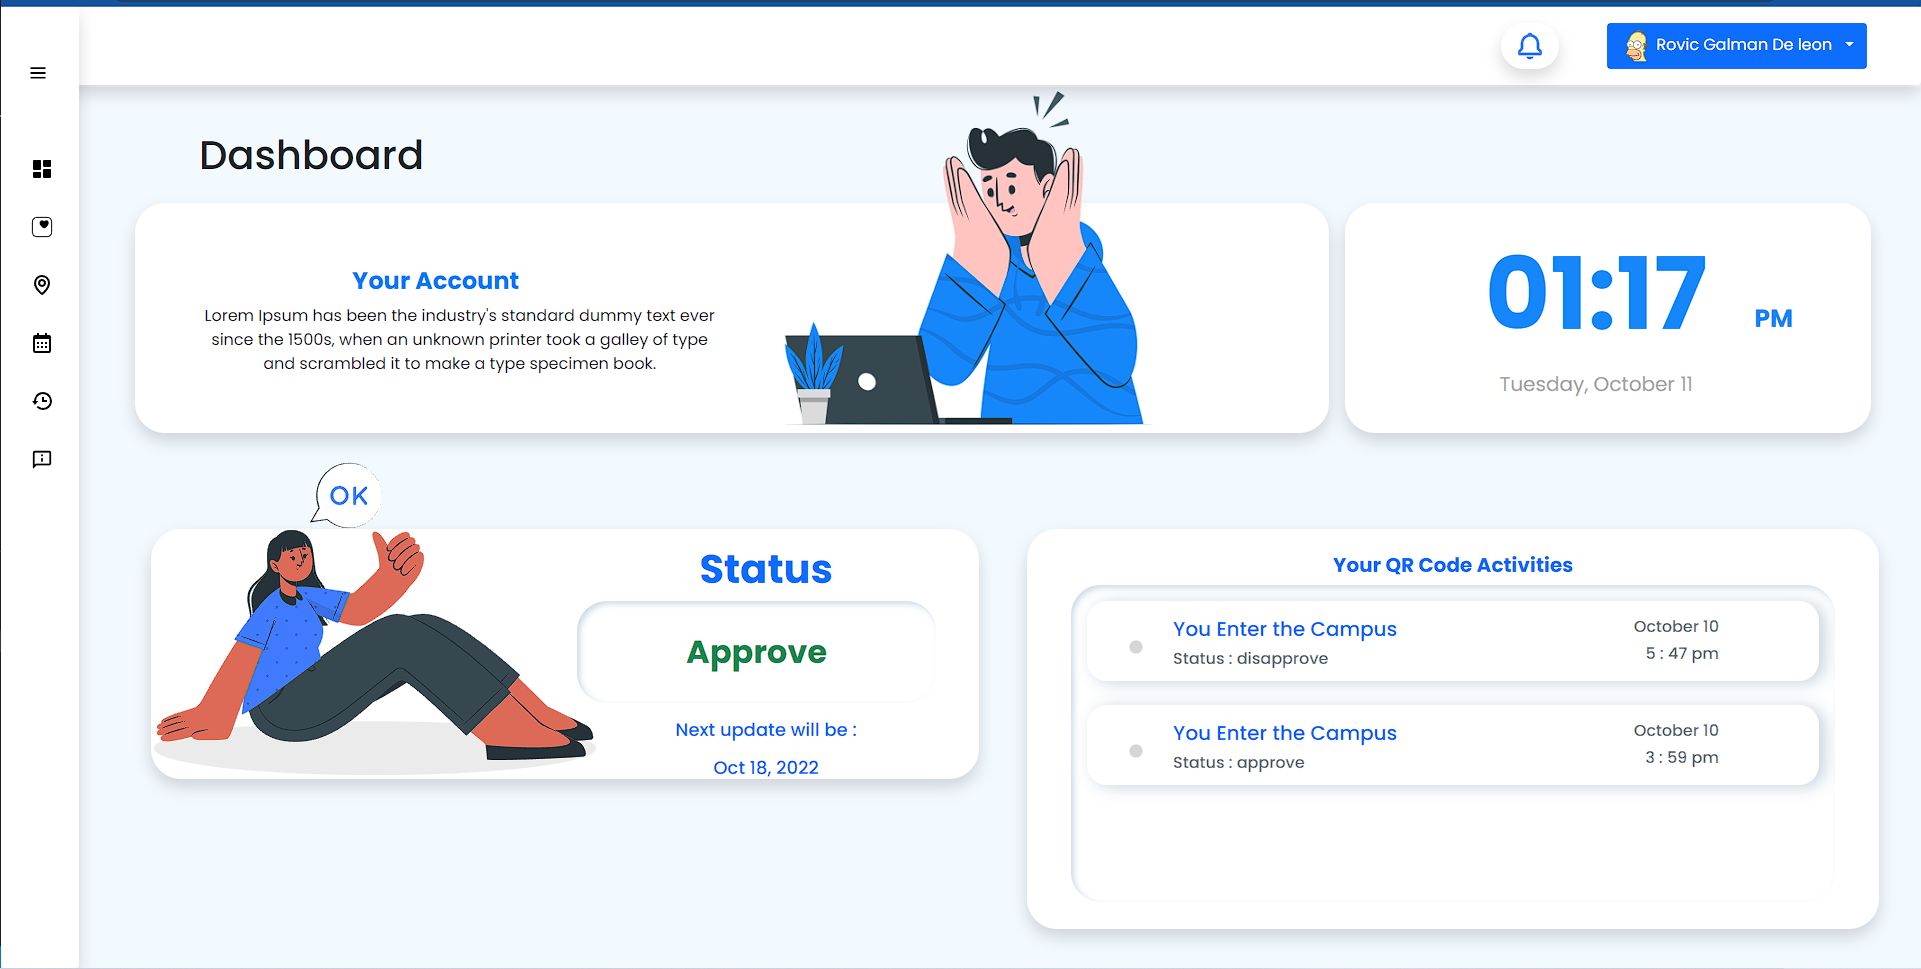 Rovic Galman De leon
Dashboard
Your Account
Lorem Ipsum has been the industry's standard dummy text ever
since the 1500s, when an unknown printer took a galley of type
and scrambled it to make a type specimen book.
01:17 PM
Tuesday, October 11
OK
Status
Approve
Next update will be :
Oct 18, 2022
Your QR Code Activities
You Enter the Campus
October 10
Status : disapprove
5 : 47 pm
You Enter the Campus
October 10
Status : approve
3 : 59 pm